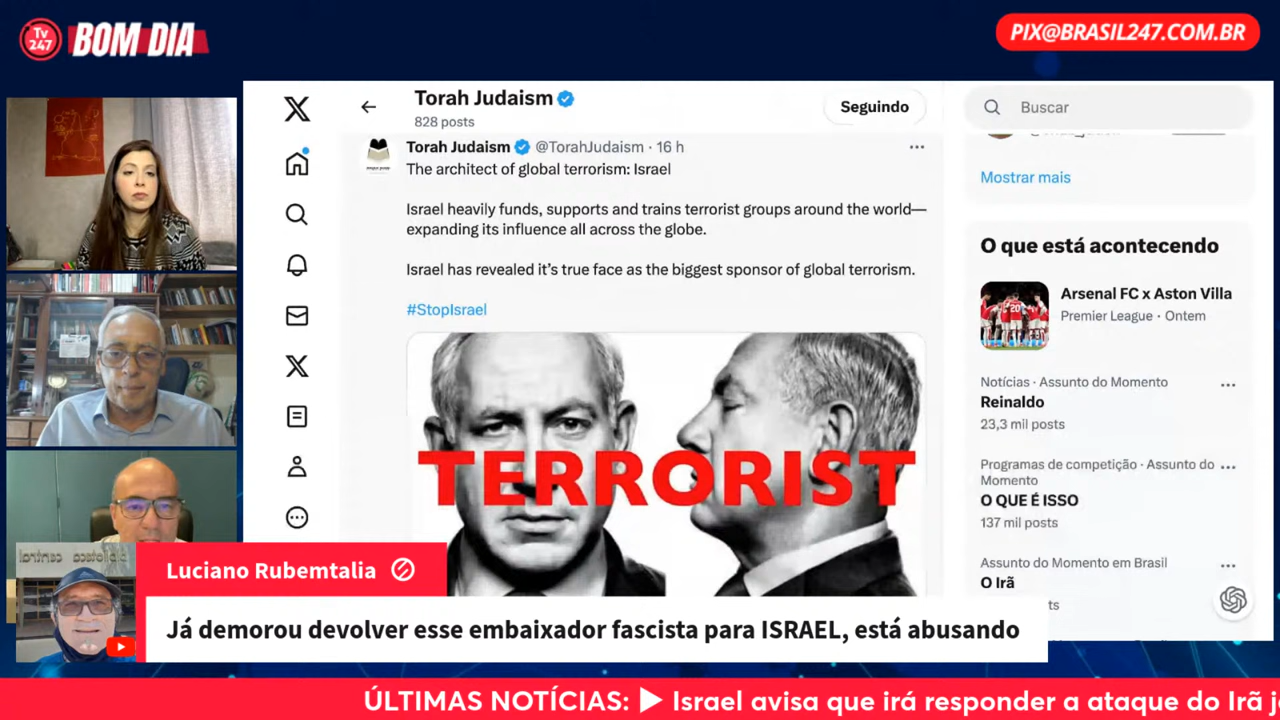 Tv
247
BOM DIA
PIX@BRASIL247.COM.BR
Torah Judaism
828 posts
Seguindo
Buscar
Torah Judaism @TorahJudaism · 16 h
The architect of global terrorism: Israel
Israel heavily funds, supports and trains terrorist groups around the world—
expanding its influence all across the globe.
Israel has revealed it’s true face as the biggest sponsor of global terrorism.
#StopIsrael
TERRORIST
Mostrar mais
O que está acontecendo
Arsenal FC x Aston Villa
Premier League · Ontem
Notícias · Assunto do Momento
Reinaldo
23,3 mil posts
Programas de competição · Assunto do
Momento
O QUE É ISSO
137 mil posts
Assunto do Momento em Brasil
O Irã
Luciano Rubemtalia
Já demorou devolver esse embaixador fascista para ISRAEL, está abusando
ÚLTIMAS NOTÍCIAS: ▶ Israel avisa que irá responder a ataque do Irã